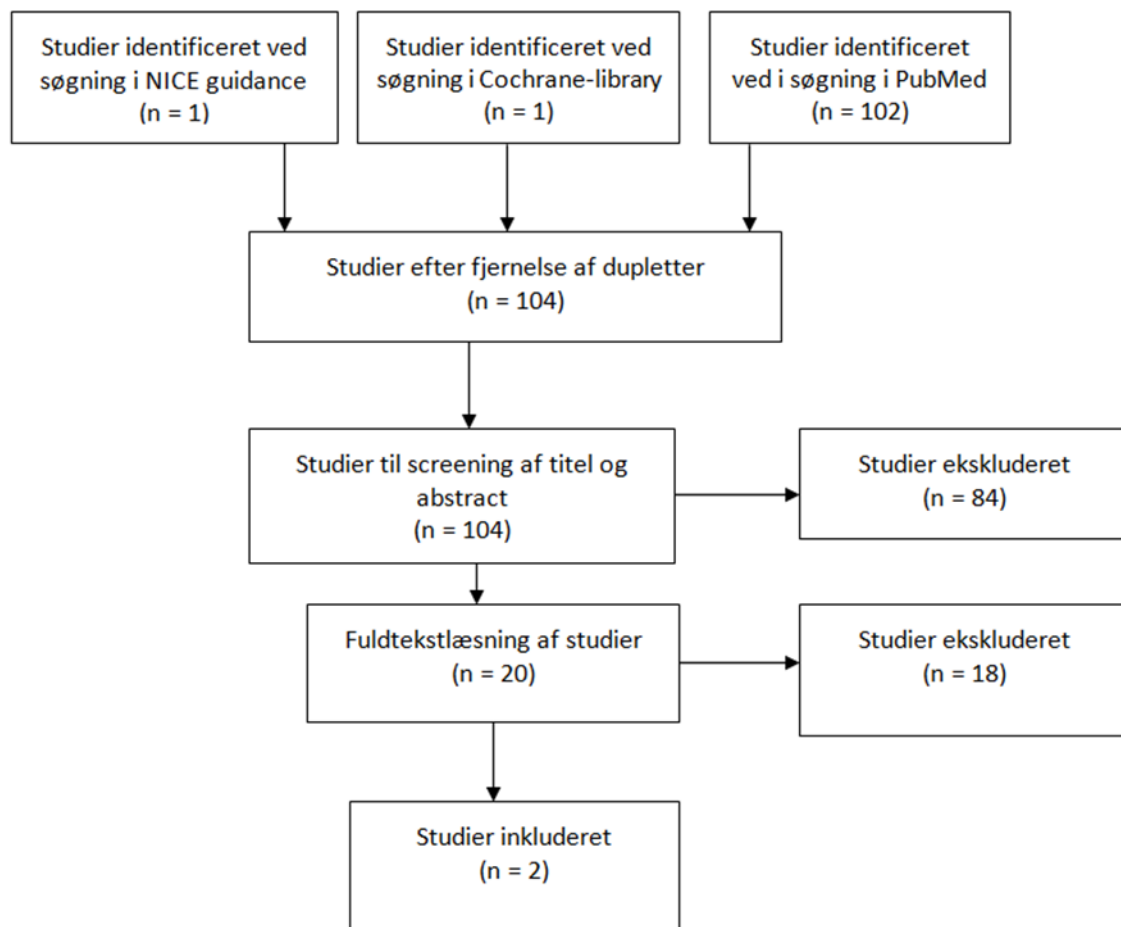 Studier identificeret ved
søgning i NICE guidance
(n = 1)
Studier identificeret ved
søgning i Cochrane-library
(n = 1)
Studier identificeret
ved i søgning i PubMed
(n = 102)
Studier efter fjernelse af dupletter
(n = 104)
Studier til screening af titel og
abstract
(n = 104)
Studier ekskluderet
(n = 84)
Fuldtekstlæsning af studier
(n = 20)
Studier ekskluderet
(n = 18)
Studier inkluderet
(n = 2)